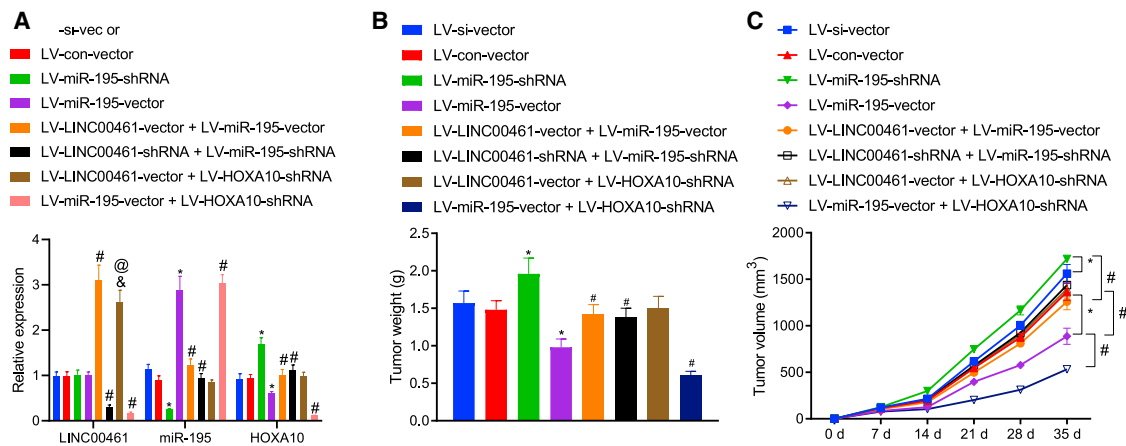 A
-si-vec or
LV-con-vector
LV-miR-195-shRNA
LV-miR-195-vector
LV-LINC00461-vector + LV-miR-195-vector
LV-LINC00461-shRNA + LV-miR-195-shRNA
LV-LINC00461-vector + LV-HOXA10-shRNA
LV-miR-195-vector + LV-HOXA10-shRNA
Relative expression
4
3
2
1
0
# # @ & #
* * # # # #
* * # # #
LINC00461 miR-195 HOXA10
B
LV-si-vector
LV-con-vector
LV-miR-195-shRNA
LV-miR-195-vector
LV-LINC00461-vector + LV-miR-195-vector
LV-LINC00461-shRNA + LV-miR-195-shRNA
LV-LINC00461-vector + LV-HOXA10-shRNA
LV-miR-195-vector + LV-HOXA10-shRNA
Tumor weight (g)
2.5
2.0
1.5
1.0
0.5
0.0
* * # # #
C
LV-si-vector
LV-con-vector
LV-miR-195-shRNA
LV-miR-195-vector
LV-LINC00461-vector + LV-miR-195-vector
LV-LINC00461-shRNA + LV-miR-195-shRNA
LV-LINC00461-vector + LV-HOXA10-shRNA
LV-miR-195-vector + LV-HOXA10-shRNA
Tumor volume (mm³)
2000
1500
1000
500
0
* #
* #
#
0 d 7 d 14 d 21 d 28 d 35 d